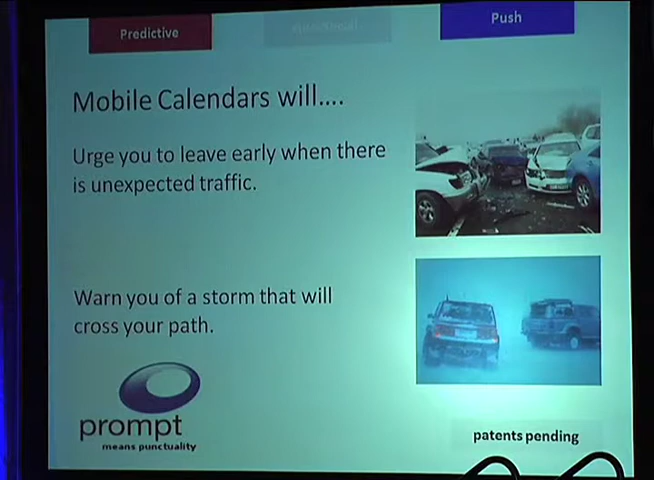 Predictive
Push
Mobile Calendars will....
Urge you to leave early when there
is unexpected traffic.
Warn you of a storm that will
cross your path.
prompt
means punctuality
patents pending